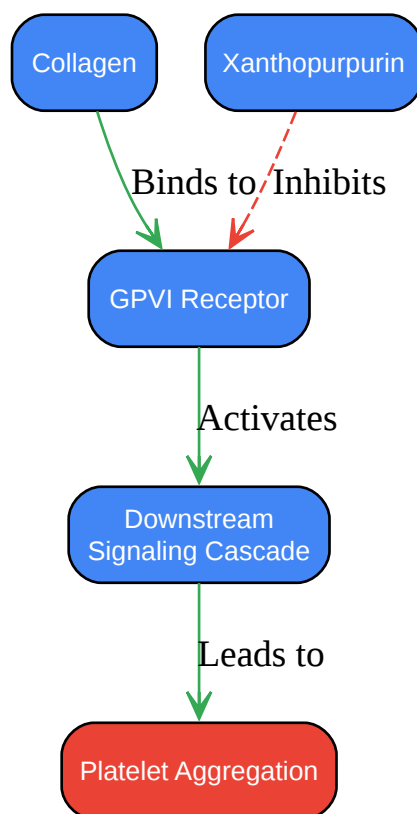 Collagen
Xanthopurpurin
Binds to
Inhibits
GPVI Receptor
Activates
Downstream
Signaling Cascade
Leads to
Platelet Aggregation